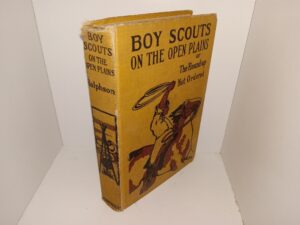 BOY SCOUTS
ON THE
OPEN PLAINS
Ralphson
BOY SCOUTS
ON THE OPEN PLAINS
or
The Round-up
Not Ordered